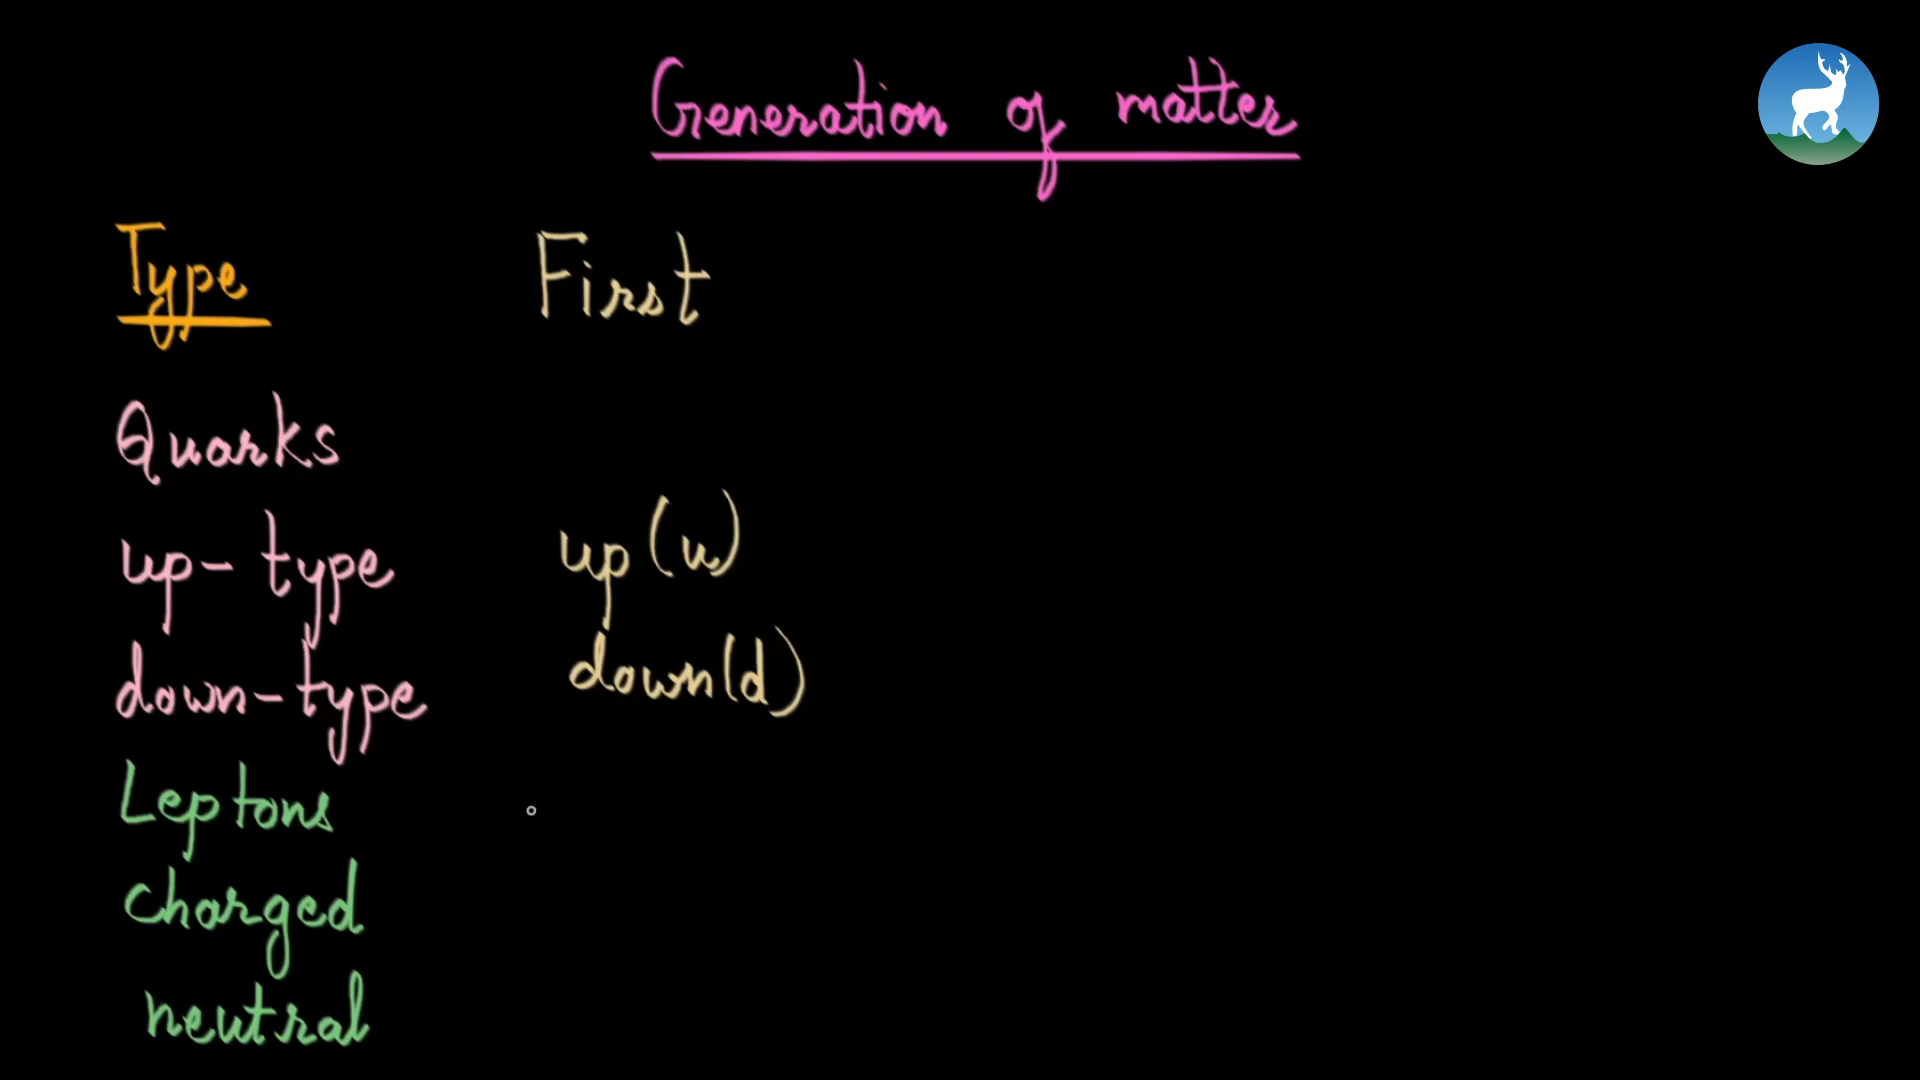 Generation of matter
Type First
Quarks
up- type up (u)
down-type down(d)
Leptons
Charged
neutral